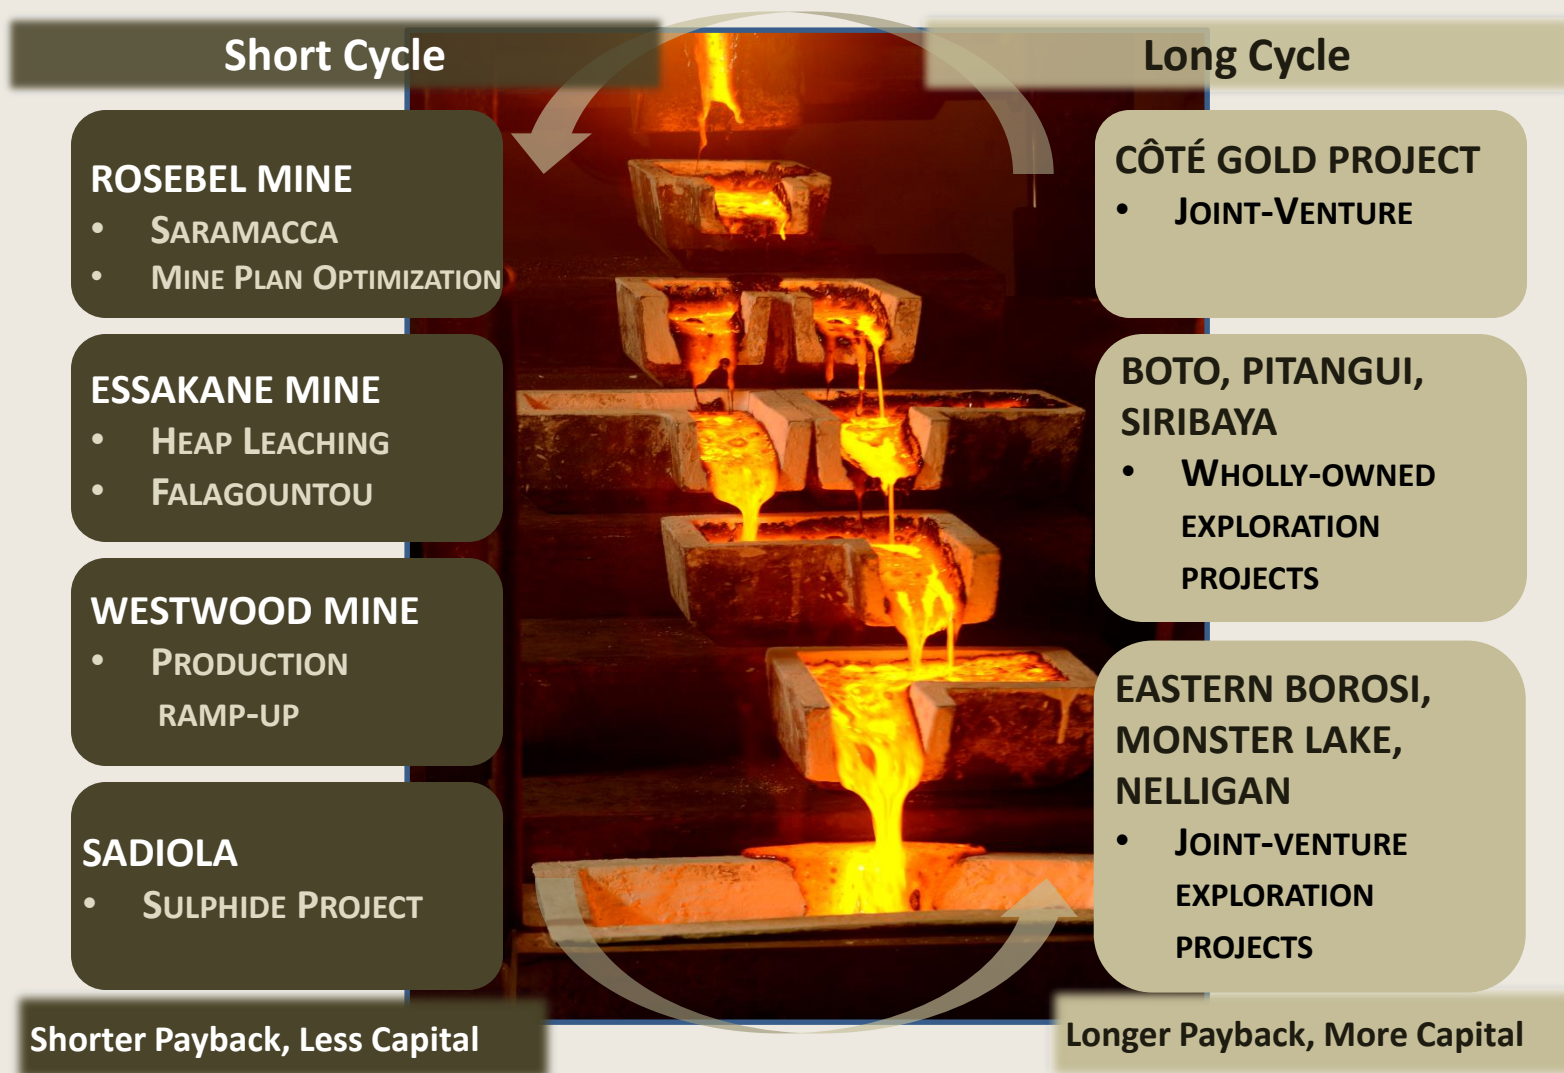 Short Cycle
ROSEBEL MINE
• SARAMACCA
• MINE PLAN OPTIMIZATION
ESSAKANE MINE
• HEAP LEACHING
• FALAGOUNTOU
WESTWOOD MINE
• PRODUCTION
RAMP-UP
SADIOLA
• SULPHIDE PROJECT
Shorter Payback, Less Capital
Long Cycle
CÔTÉ GOLD PROJECT
• JOINT-VENTURE
BOTO, PITANGUI,
SIRIBAYA
• WHOLLY-OWNED
EXPLORATION
PROJECTS
EASTERN BOROSI,
MONSTER LAKE,
NELLIGAN
• JOINT-VENTURE
EXPLORATION
PROJECTS
Longer Payback, More Capital